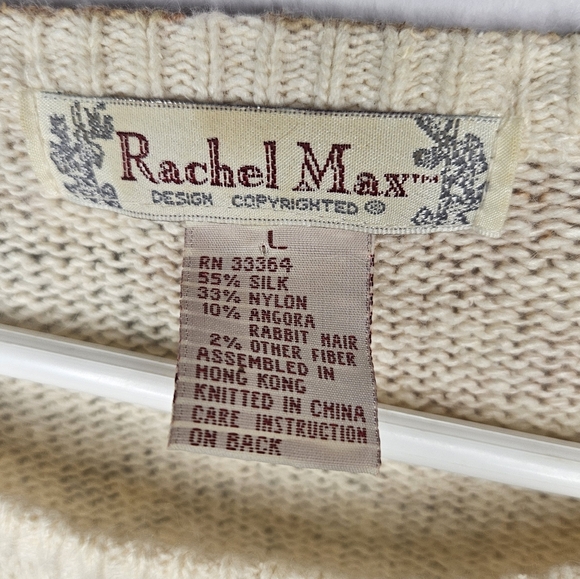 Rachel Max™
DESIGN COPYRIGHTED ®
L
RN 33364
55% SILK
33% NYLON
10% ANGORA
RABBIT HAIR
2% OTHER FIBER
ASSEMBLED IN
HONG KONG
KNITTED IN CHINA
CARE INSTRUCTION
ON BACK